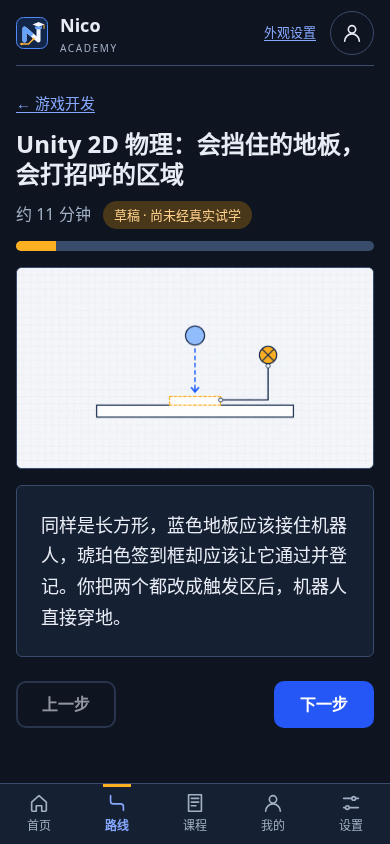 Nico
ACADEMY
外观设置
← 游戏开发
Unity 2D 物理：会挡住的地板，
会打招呼的区域
约 11 分钟
草稿 · 尚未经真实试学
同样是长方形，蓝色地板应该接住机器
人，琥珀色签到框却应该让它通过并登
记。你把两个都改成触发区后，机器人
直接穿地。
上一步
下一步
首页
路线
课程
我的
设置